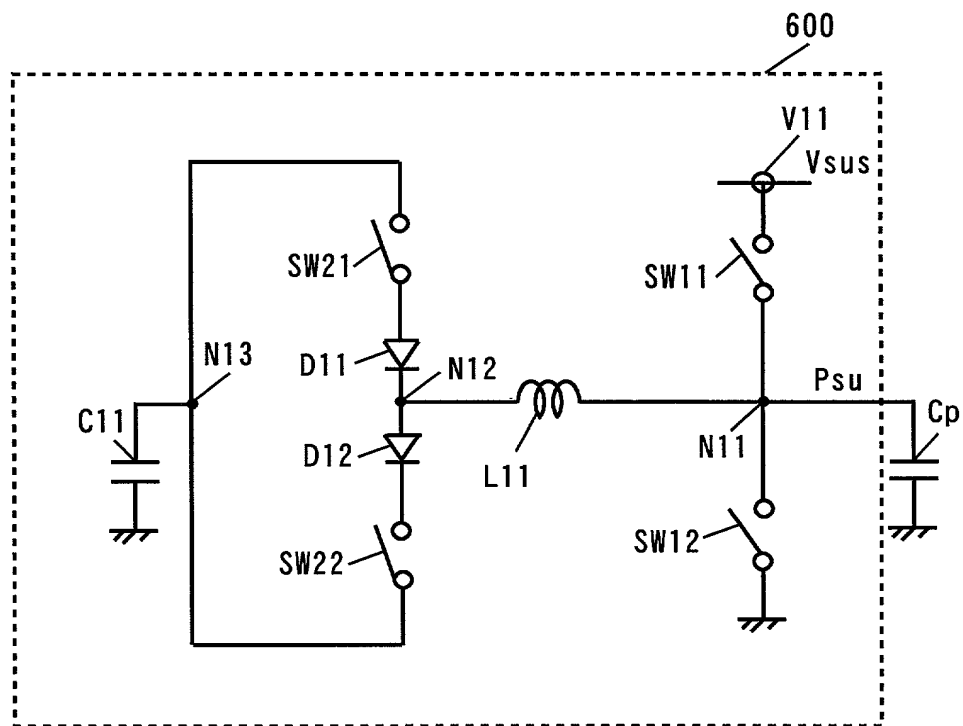 600
V11
Vsus
SW21
SW11
D11
N12
N13
Psu
C11
Cp
D12
L11
N11
SW22
SW12